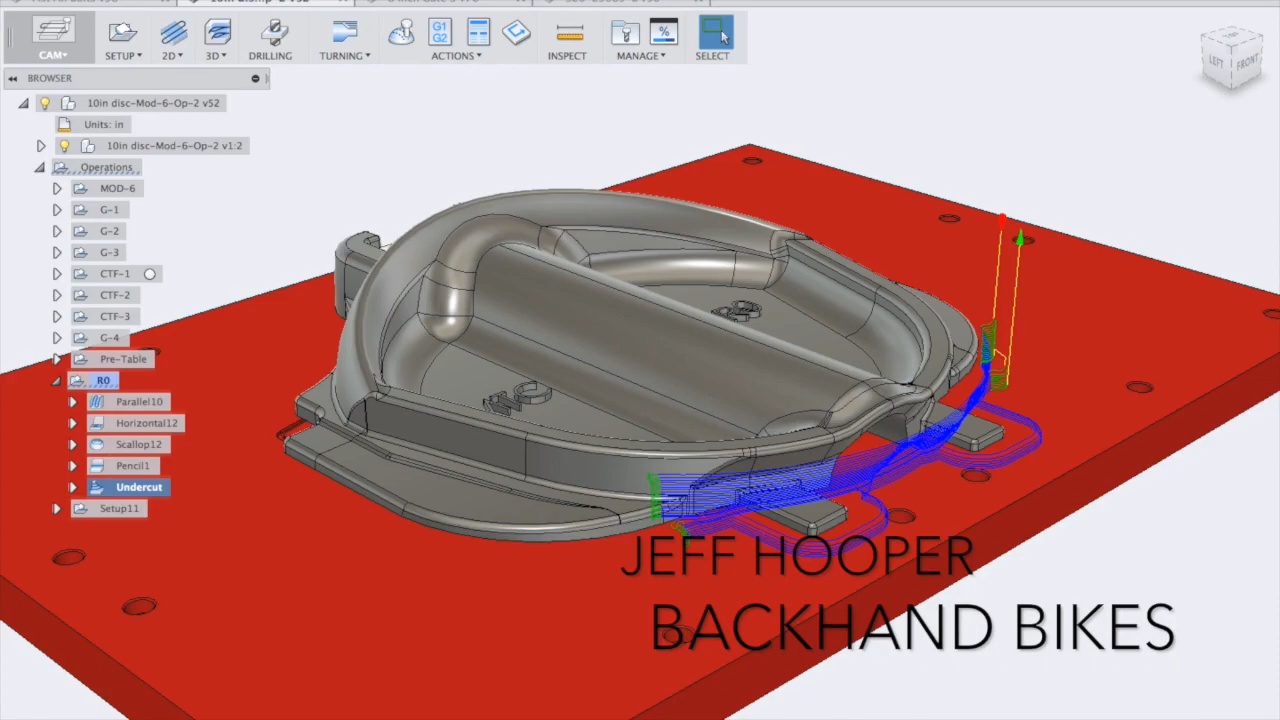 CAM▾
SETUP▾
2D▾
3D▾
DRILLING
TURNING▾
G1
G2
ACTIONS▾
INSPECT
MANAGE▾
%
SELECT
LEFT
FRONT
BROWSER
10in disc-Mod-6-Op-2 v52
Units: in
10in disc-Mod-6-Op-2 v1:2
Operations
MOD-6
G-1
G-2
G-3
CTF-1
CTF-2
CTF-3
G-4
Pre-Table
R0
Parallel10
Horizontal12
Scallop12
Pencil1
Undercut
Setup11
JEFF HOOPER
BACKHAND BIKES